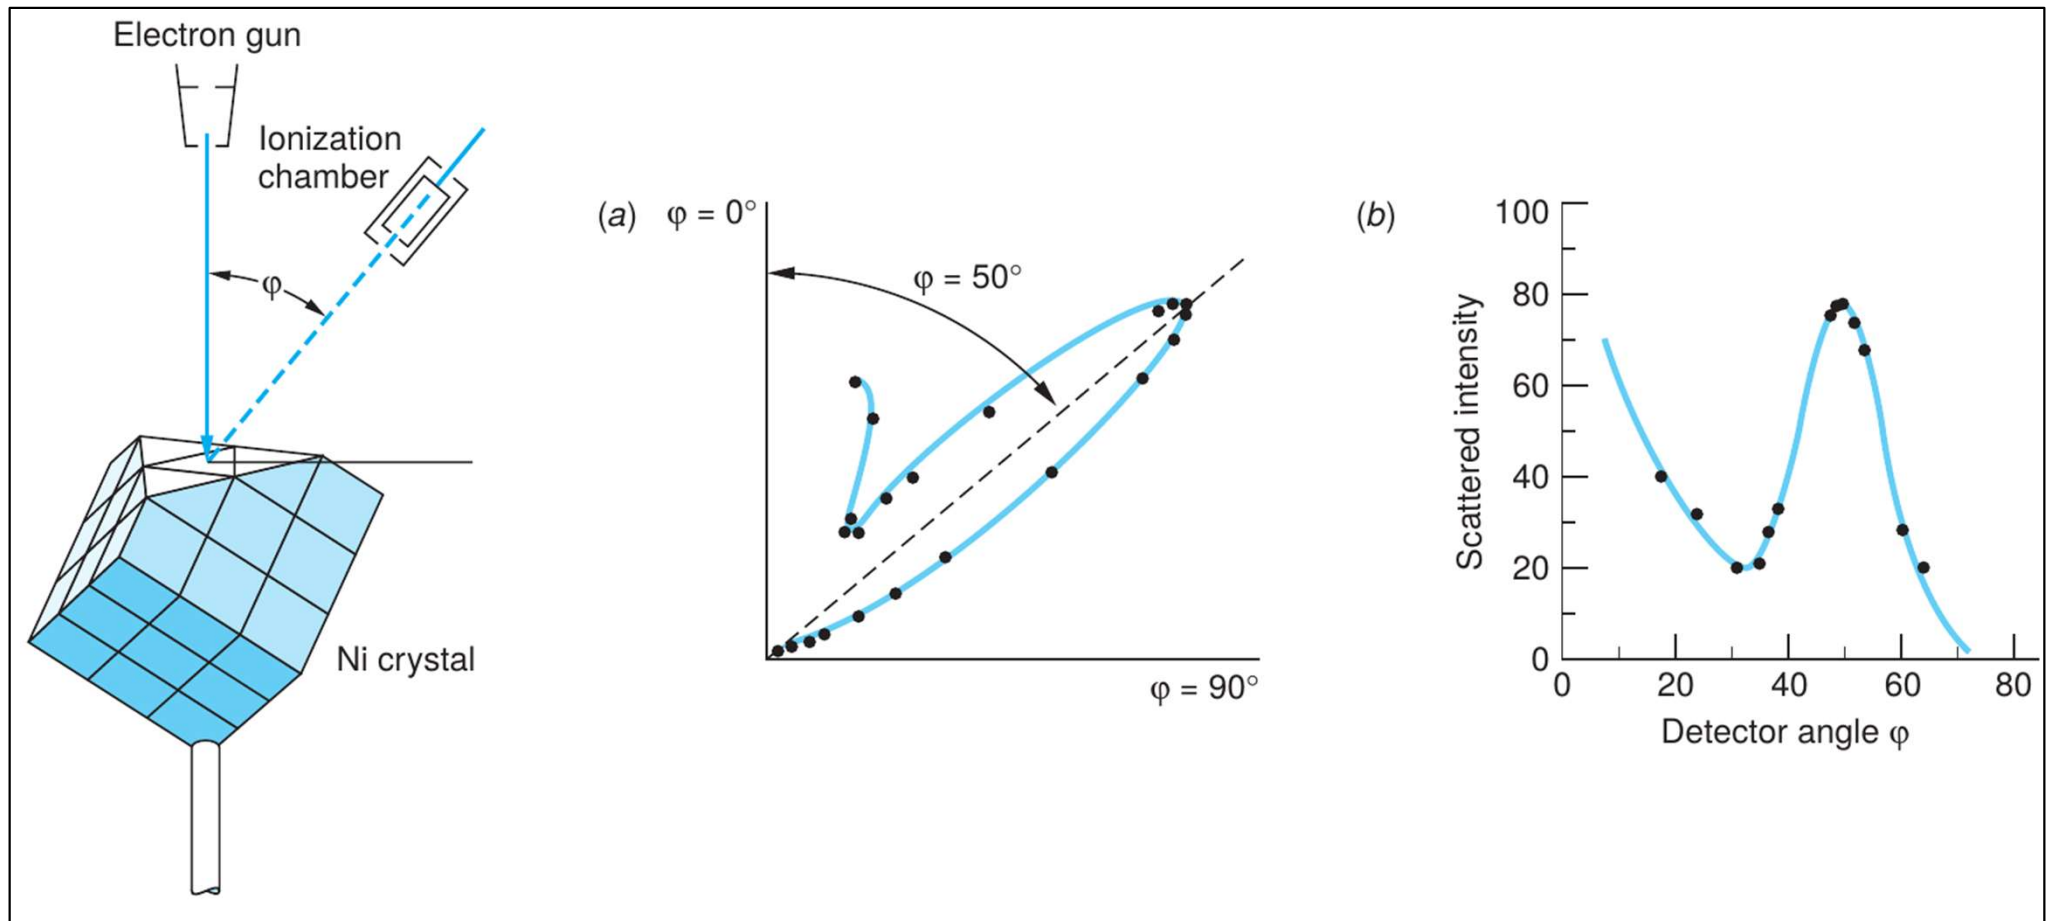 Electron gun
Ionization
chamber
φ
Ni crystal
(a) φ = 0°
φ = 50°
φ = 90°
(b)
Scattered intensity
100
80
60
40
20
0
0 20 40 60 80
Detector angle φ